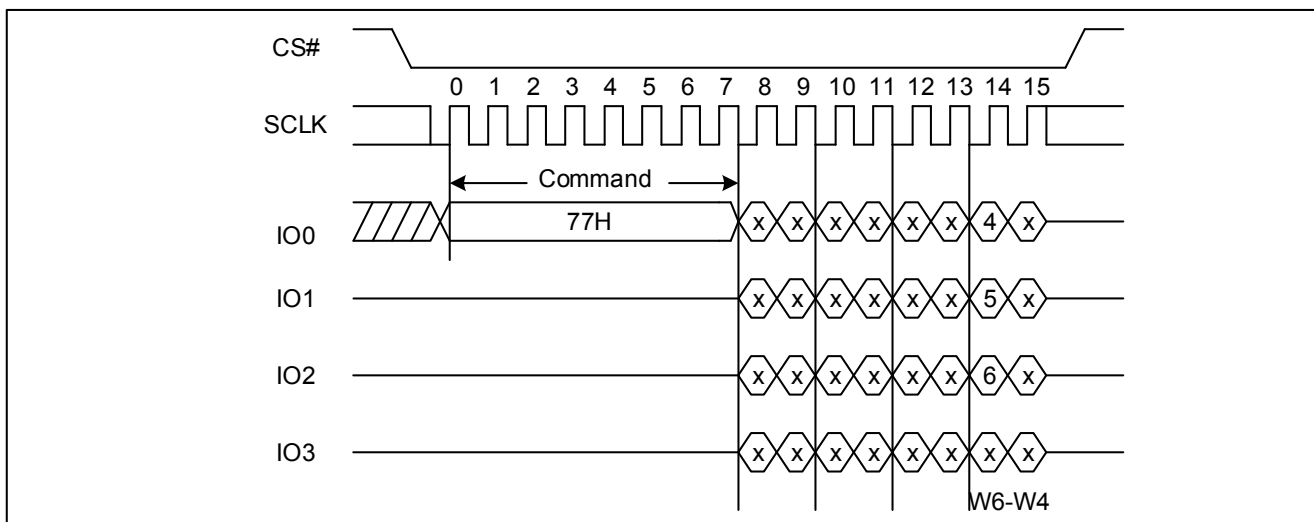 CS#
0 1 2 3 4 5 6 7 8 9 10 11 12 13 14 15
SCLK
Command
IO0 77H x x x x x x 4 x
IO1 x x x x x x 5 x
IO2 x x x x x x 6 x
IO3 x x x x x x x x
W6-W4